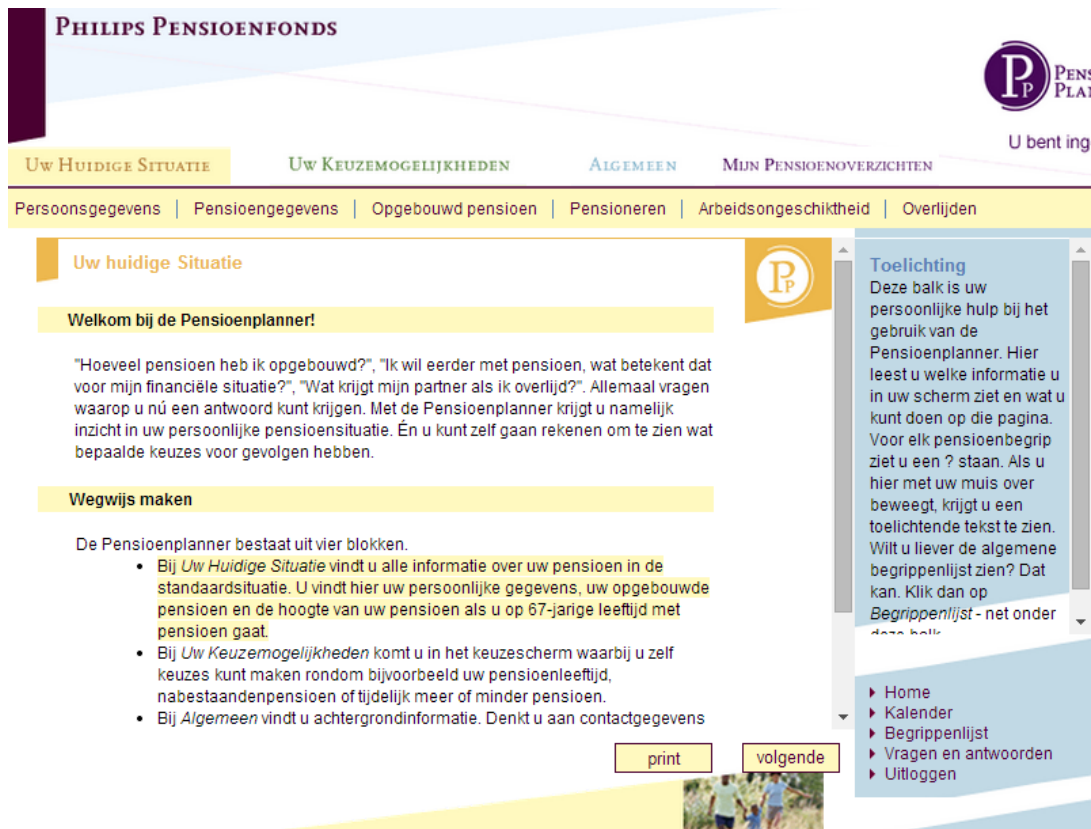 PHILIPS PENSIOENFONDS
PP
U bent
UW HUIDIGE SITUATIE
UW KEUZEMOGELIJKHEDEN
ALGEMEEN
MIJN PENSIOENOVERZICHTEN
Persoonsgegevens | Pensioengegevens | Opgebouwd pensioen | Pensioneren | Arbeidsongeschiktheid | Overlijden
Uw huidige Situatie
PP
Welkom bij de Pensioenplanner!
"Hoeveel pensioen heb ik opgebouwd?", "Ik wil eerder met pensioen, wat betekent dat
voor mijn financiële situatie?", "Wat krijgt mijn partner als ik overlijd?". Allemaal vragen
waarop u nú een antwoord kunt krijgen. Met de Pensioenplanner krijgt u namelijk
inzicht in uw persoonlijke pensioensituatie. Én u kunt zelf gaan rekenen om te zien wat
bepaalde keuzes voor gevolgen hebben.
Wegwijs maken
De Pensioenplanner bestaat uit vier blokken.
• Bij Uw Huidige Situatie vindt u alle informatie over uw pensioen in de
standaardsituatie. U vindt hier uw persoonlijke gegevens, uw opgebouwde
pensioen en de hoogte van uw pensioen als u op 67-jarige leeftijd met
pensioen gaat.
• Bij Uw Keuzemogelijkheden komt u in het keuzescherm waarbij u zelf
keuzes kunt maken rondom bijvoorbeeld uw pensioenleeftijd,
nabestaandenpensioen of tijdelijk meer of minder pensioen.
• Bij Algemeen vindt u achtergrondinformatie. Denkt u aan contactgegevens
print
volgende
Toelichting
Deze balk is uw
persoonlijke hulp bij het
gebruik van de
Pensioenplanner. Hier
leest u welke informatie u
in uw scherm ziet en wat u
kunt doen op die pagina.
Voor elk pensioenbegrip
ziet u een ? staan. Als u
hier met uw muis over
beweegt, krijgt u een
toelichtende tekst te zien.
Wilt u liever de algemene
begrippenlijst zien? Dat
kan. Klik dan op
Begrippenlijst - net onder
deze balk
Home
Kalender
Begrippenlijst
Vragen en antwoorden
Uitloggen